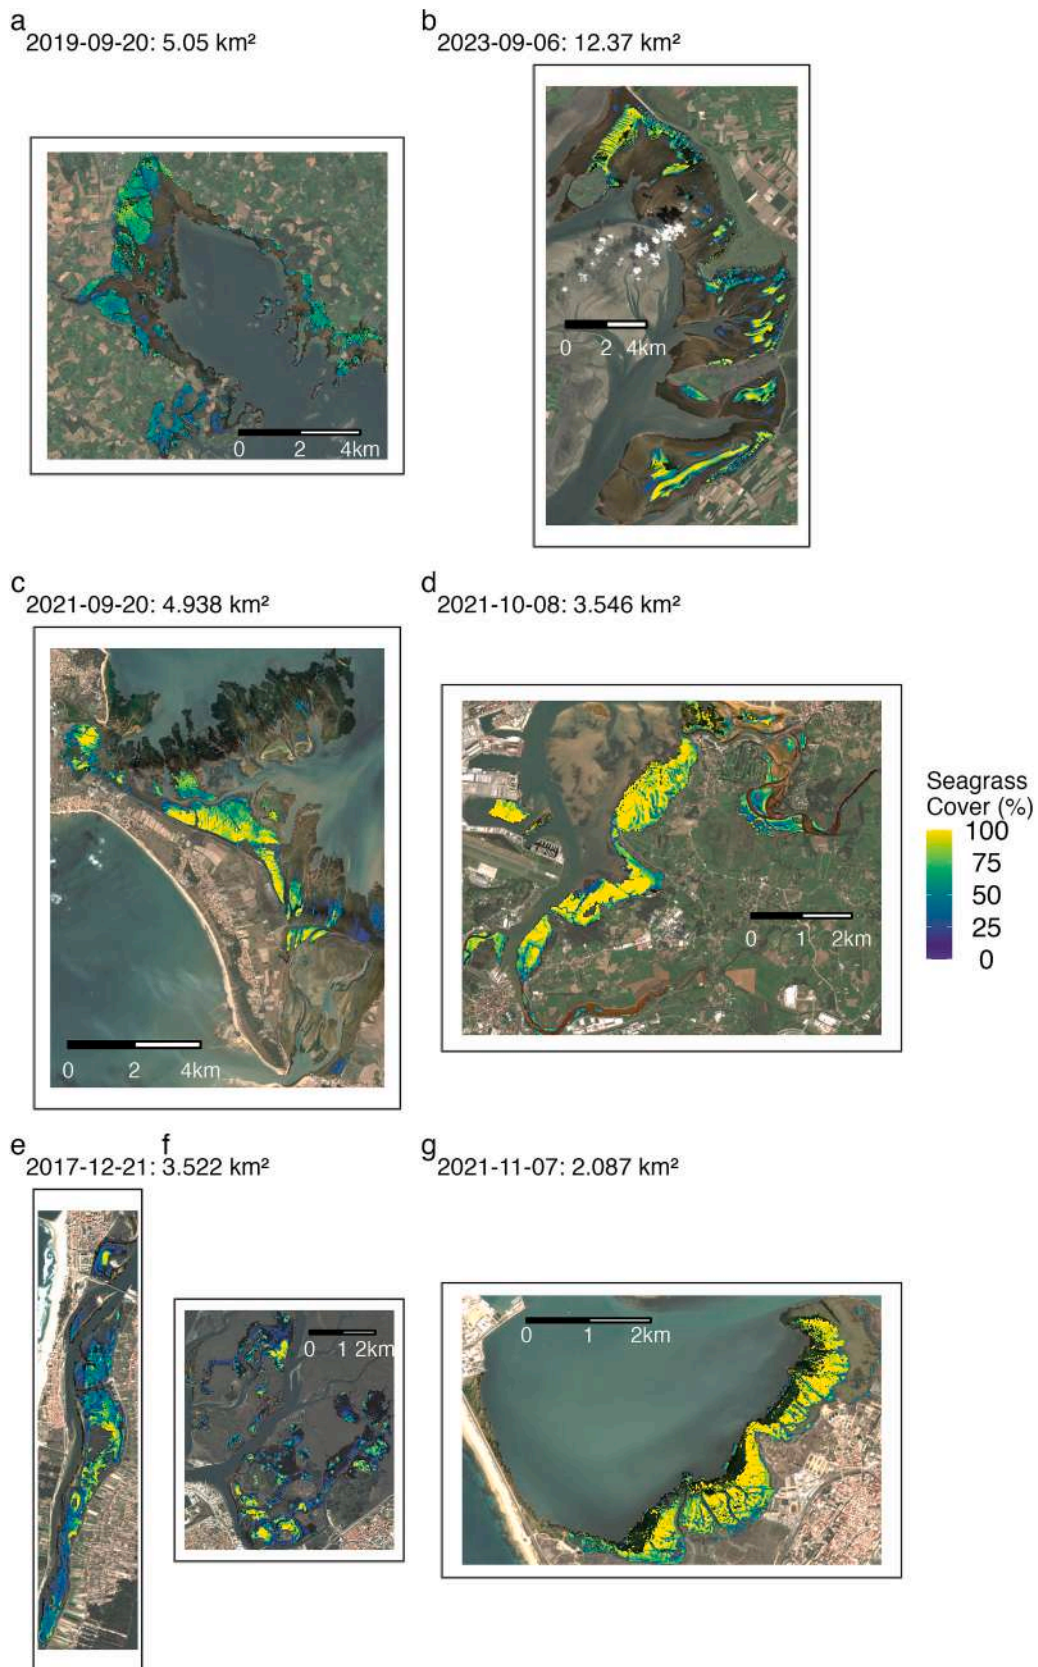 a
2019-09-20: 5.05 km²
b
2023-09-06: 12.37 km²
0 2 4km
0 2 4km
c
2021-09-20: 4.938 km²
d
2021-10-08: 3.546 km²
0 2 4km
0 1 2km
Seagrass
Cover (%)
100
75
50
25
0
e
2017-12-21: 3.522 km²
f
g
2021-11-07: 2.087 km²
0 1 2km
0 1 2km